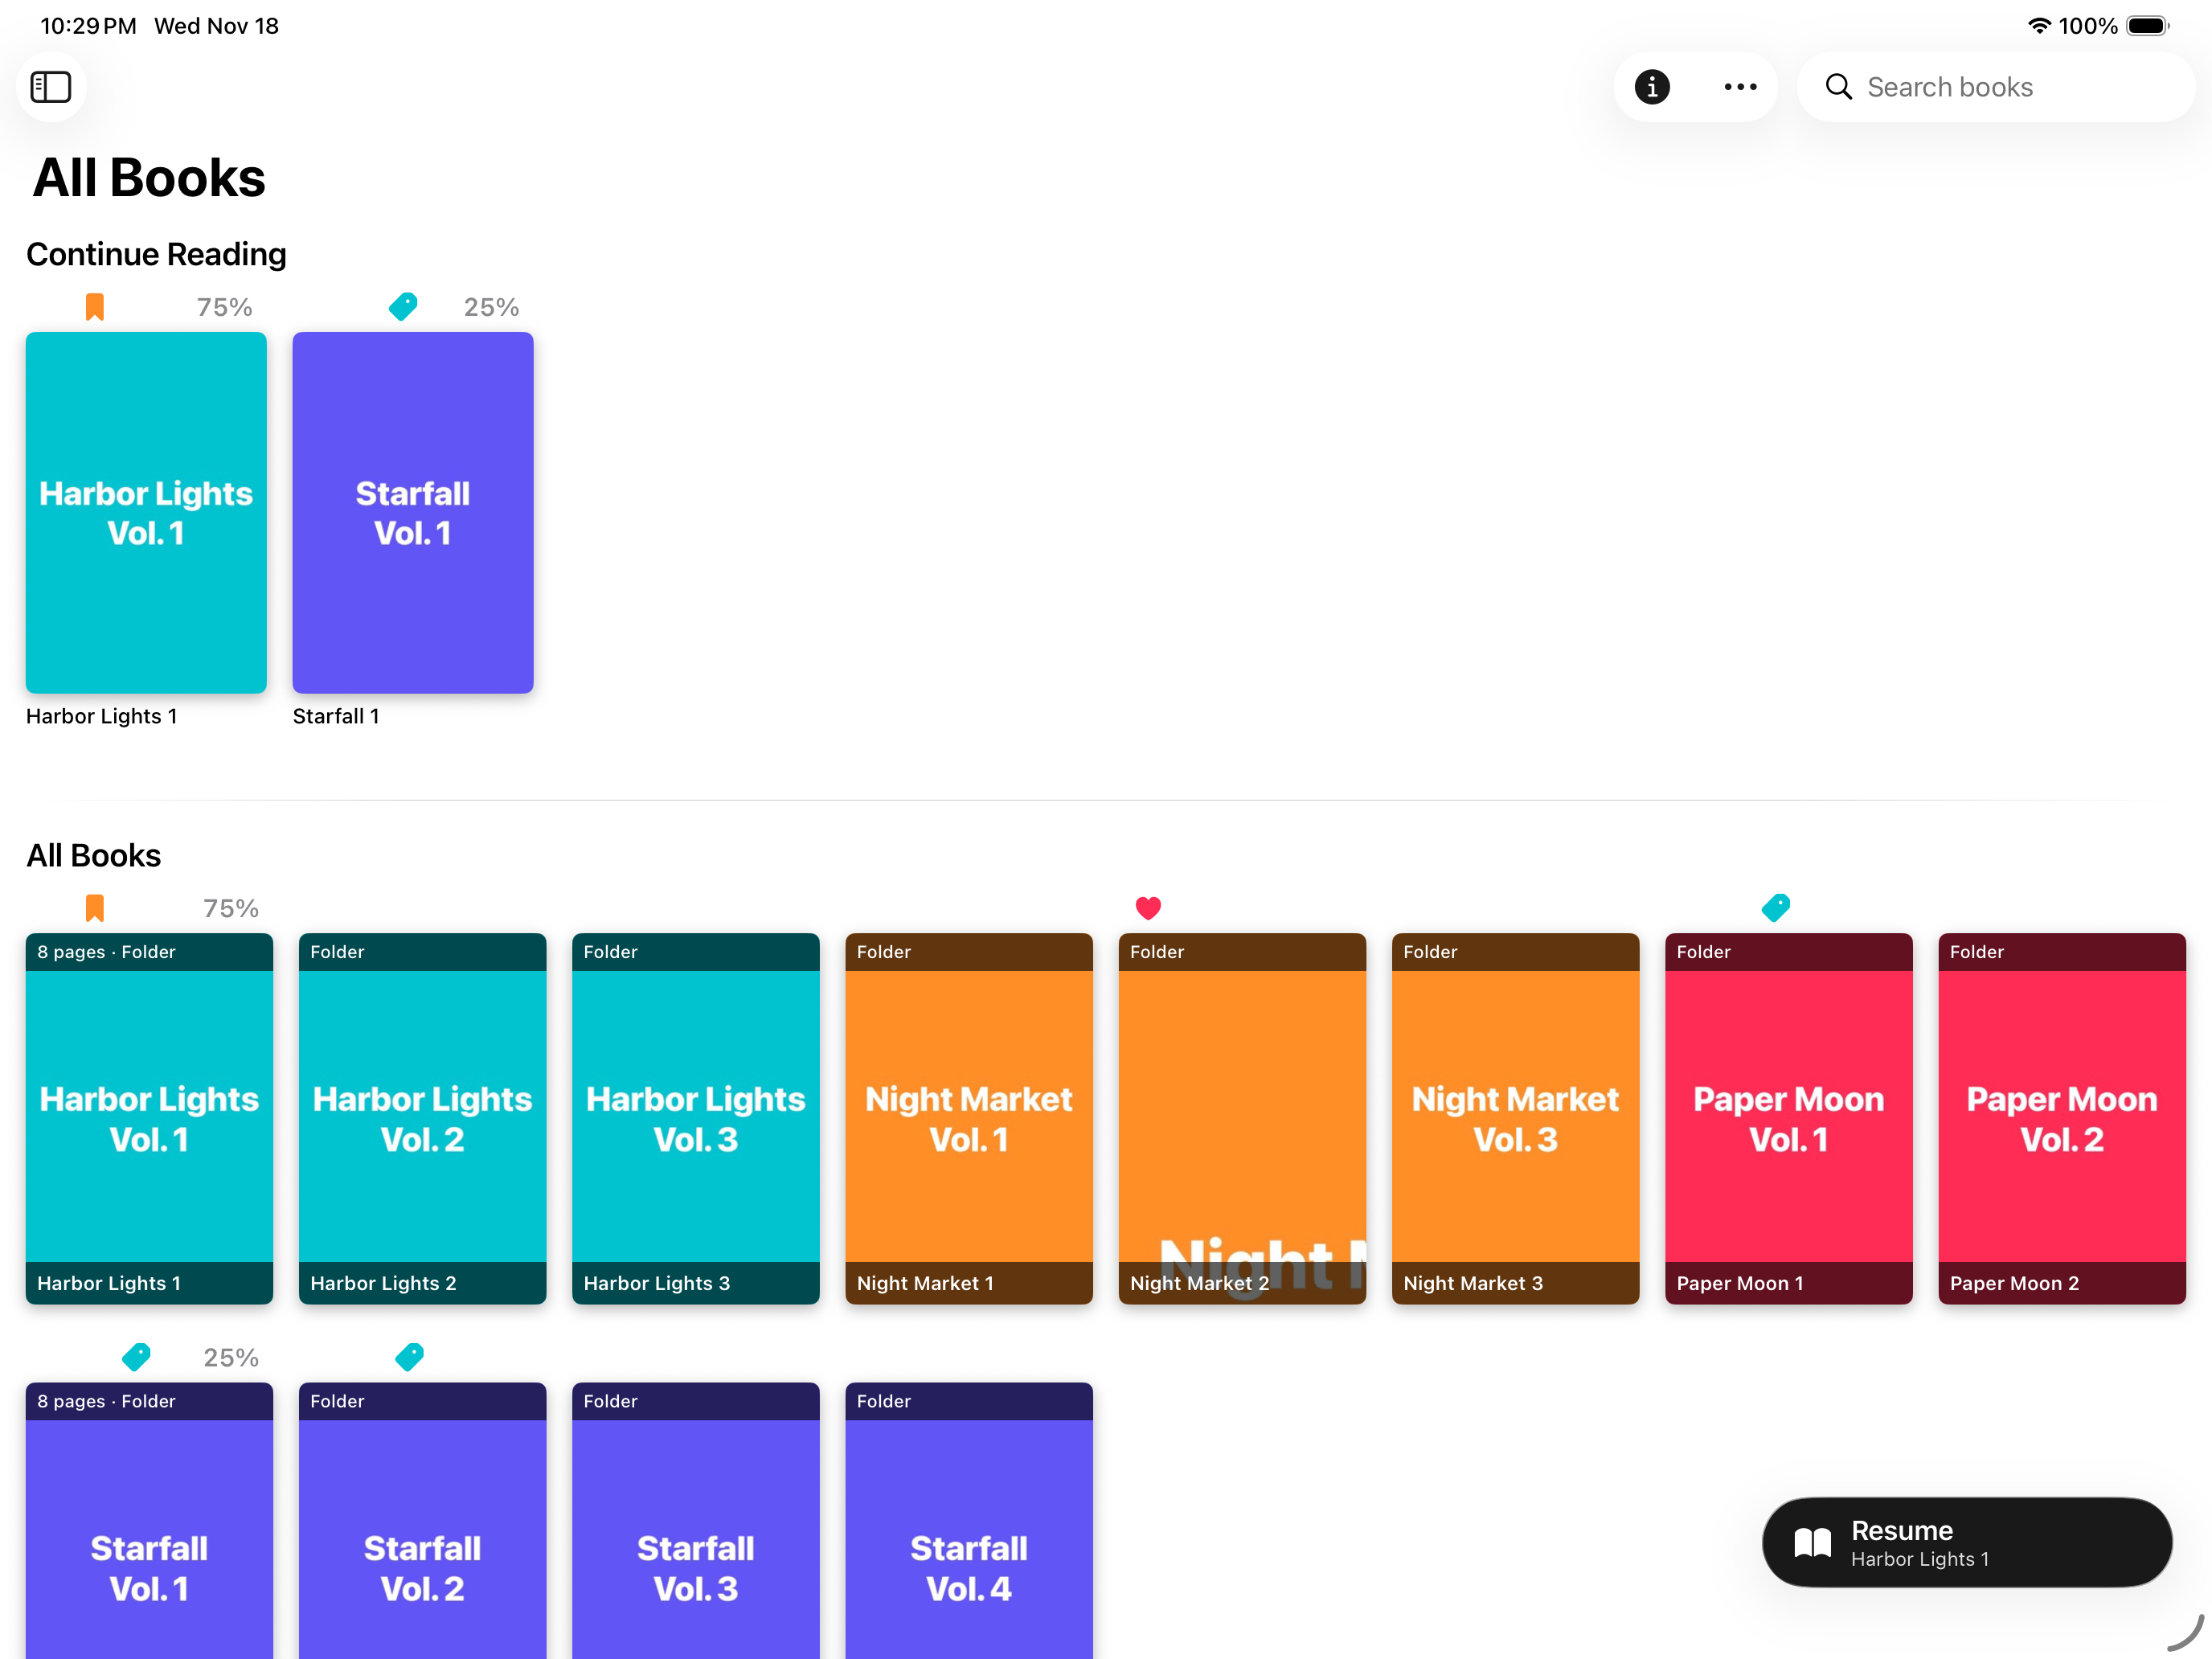 10:29 PM Wed Nov 18
100%
Search books
All Books
Continue Reading
75%
25%
Harbor Lights
Vol. 1
Starfall
Vol. 1
Harbor Lights 1
Starfall 1
All Books
75%
8 pages · Folder
Harbor Lights
Vol. 1
Harbor Lights 1
Folder
Harbor Lights
Vol. 2
Harbor Lights 2
Folder
Harbor Lights
Vol. 3
Harbor Lights 3
Folder
Night Market
Vol. 1
Night Market 1
Folder
Night M
Night Market 2
Folder
Night Market
Vol. 3
Night Market 3
Folder
Paper Moon
Vol. 1
Paper Moon 1
Folder
Paper Moon
Vol. 2
Paper Moon 2
25%
8 pages · Folder
Starfall
Vol. 1
Folder
Starfall
Vol. 2
Folder
Starfall
Vol. 3
Folder
Starfall
Vol. 4
Resume
Harbor Lights 1